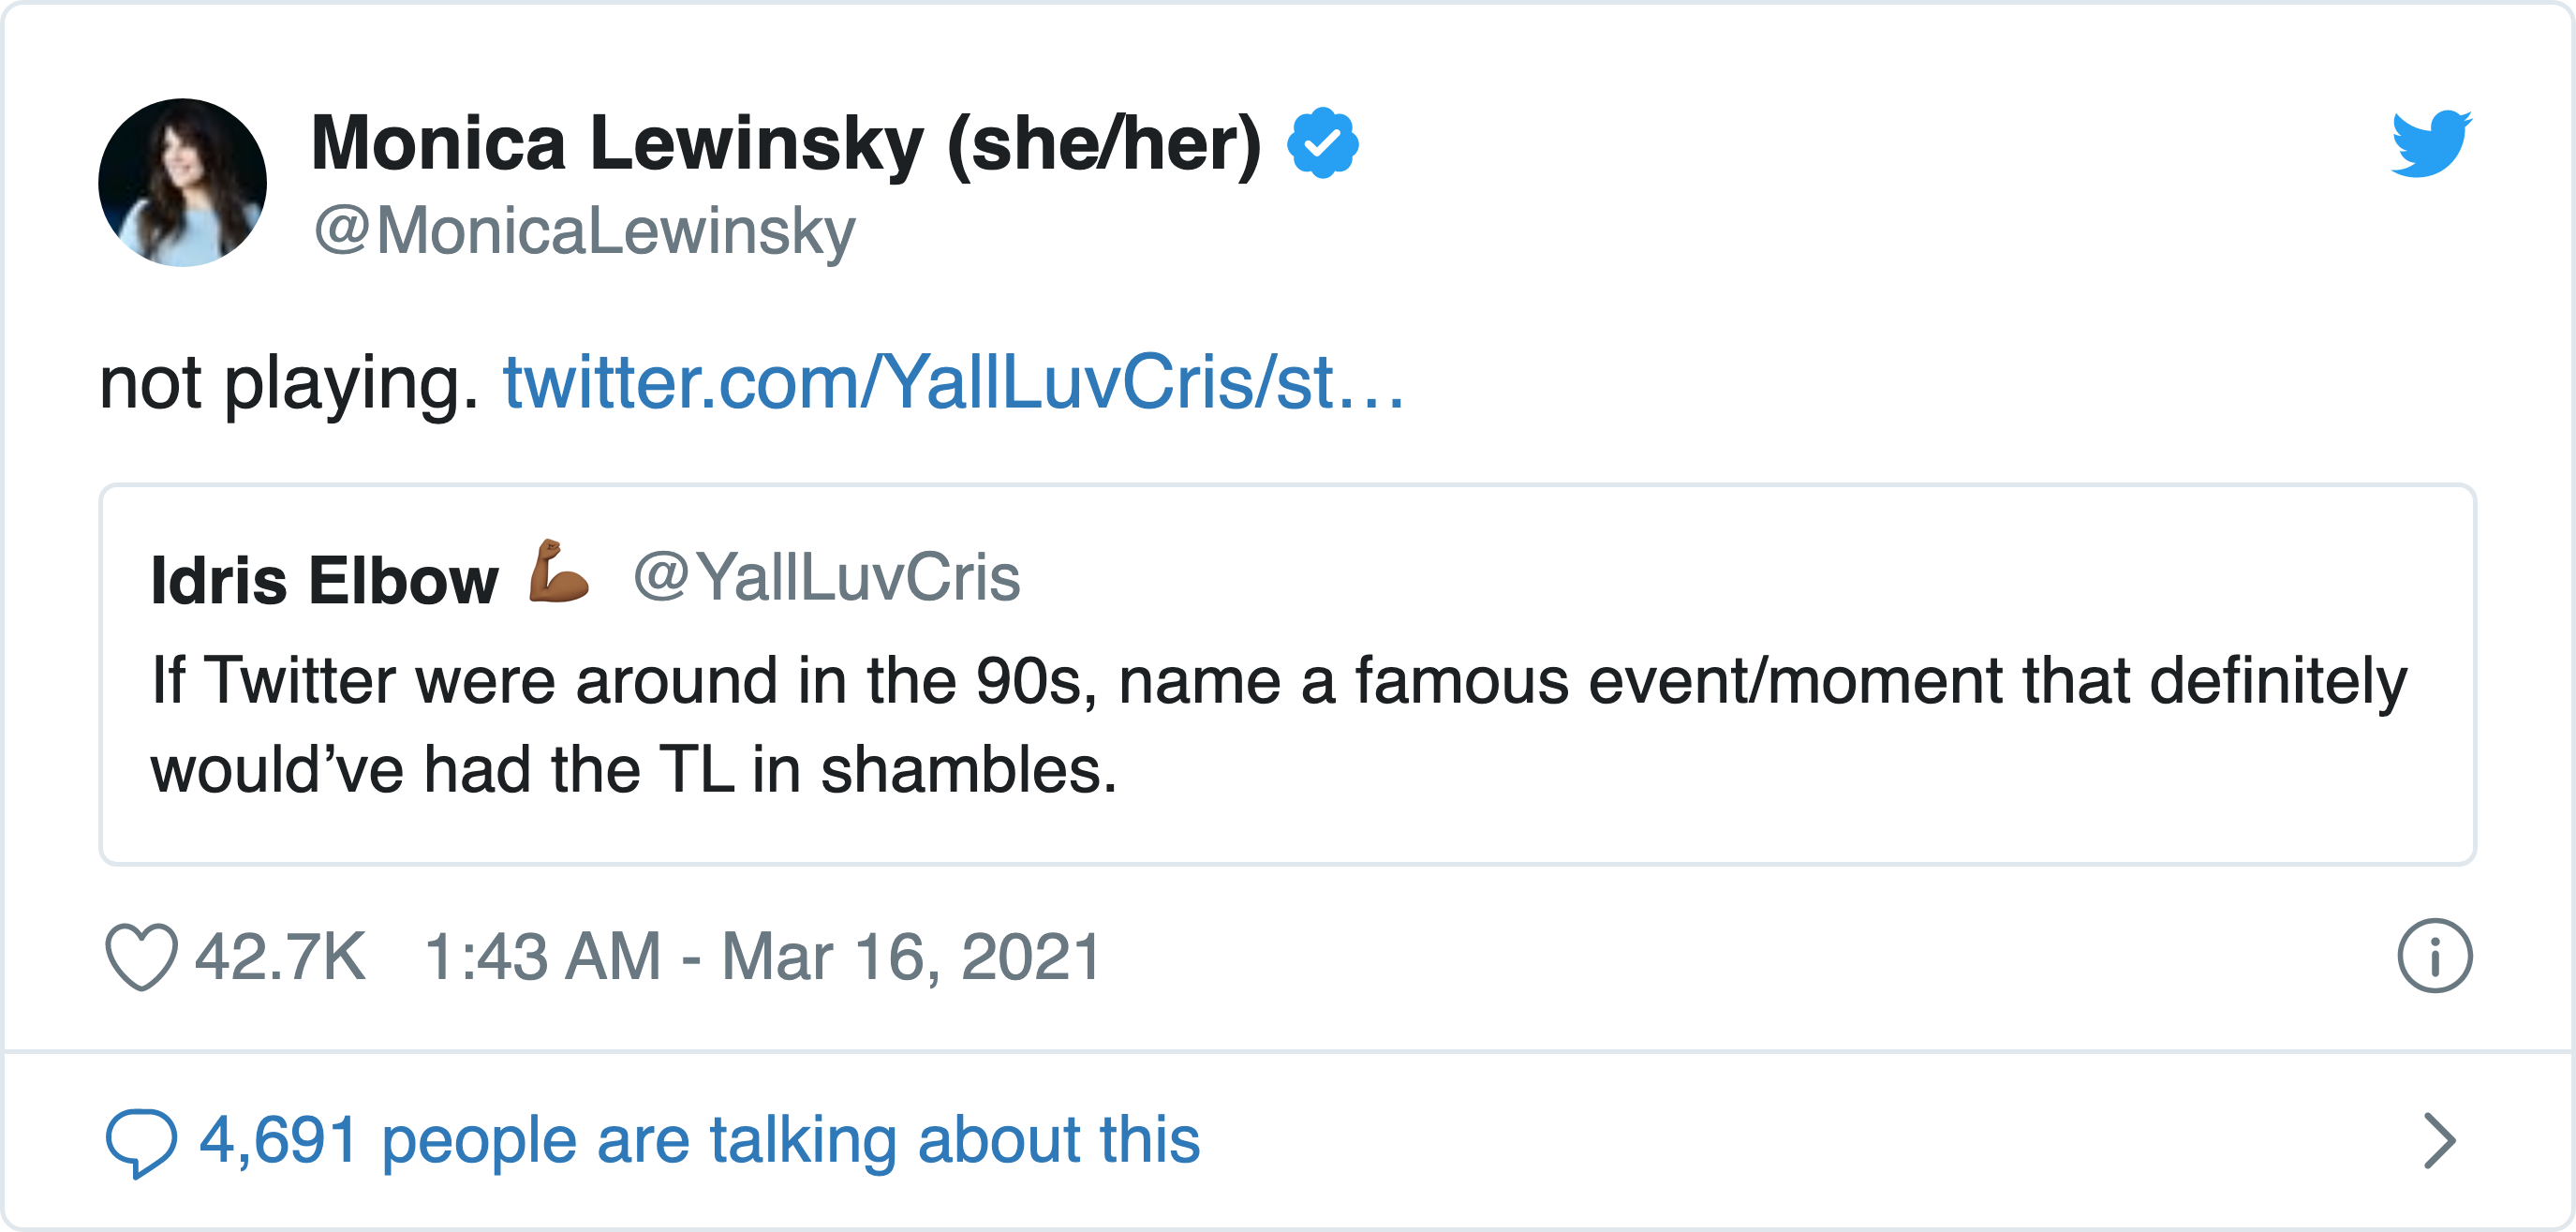 Monica Lewinsky (she/her)
@MonicaLewinsky
not playing. twitter.com/YallLuvCris/st…
Idris Elbow 💪🏾 @YallLuvCris
If Twitter were around in the 90s, name a famous event/moment that definitely
would’ve had the TL in shambles.
42.7K 1:43 AM - Mar 16, 2021
4,691 people are talking about this